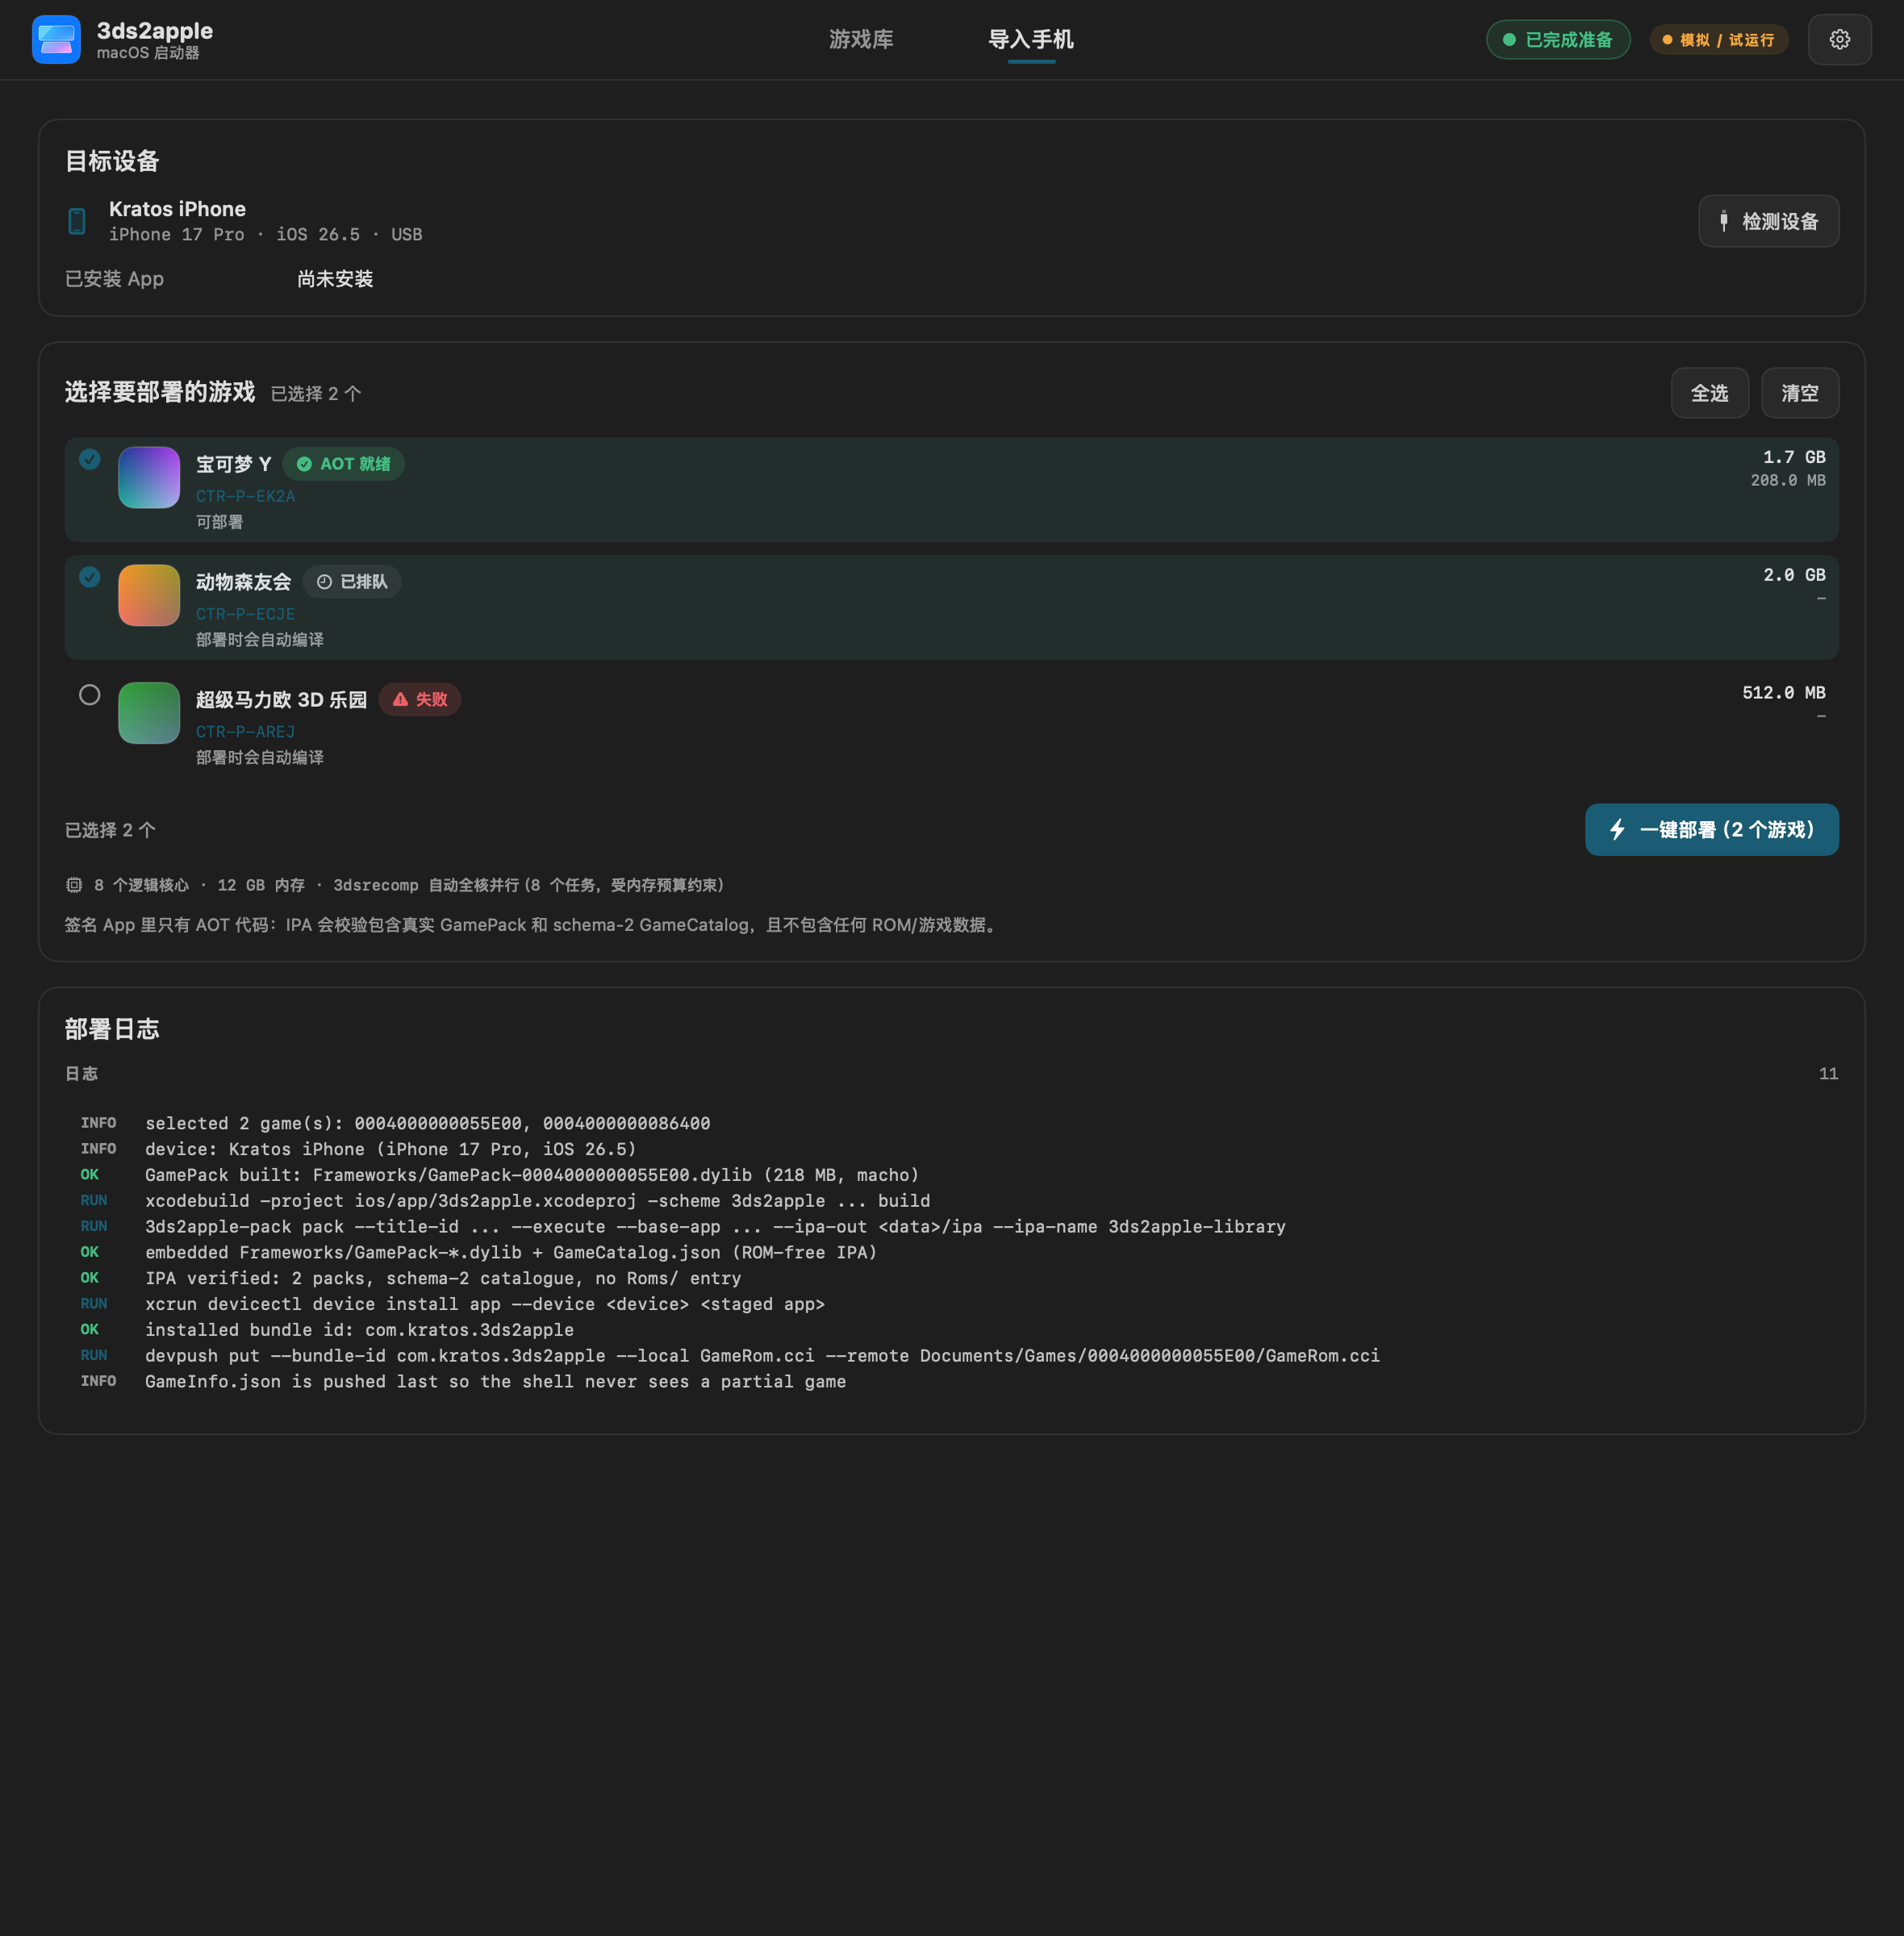 3ds2apple
macOS 启动器
游戏库
导入手机
已完成准备
模拟 / 试运行
目标设备
Kratos iPhone
iPhone 17 Pro · iOS 26.5 · USB
检测设备
已安装 App
尚未安装
选择要部署的游戏 已选择 2 个
全选
清空
宝可梦 Y
AOT 就绪
1.7 GB
CTR-P-EK2A
208.0 MB
可部署
动物森友会
已排队
2.0 GB
CTR-P-ECJE
–
部署时会自动编译
超级马力欧 3D 乐园
失败
512.0 MB
CTR-P-AREJ
–
部署时会自动编译
已选择 2 个
一键部署 (2 个游戏)
8 个逻辑核心 · 12 GB 内存 · 3dsrecomp 自动全核并行 (8 个任务, 受内存预算约束)
签名 App 里只有 AOT 代码：IPA 会校验包含真实 GamePack 和 schema-2 GameCatalog，且不包含任何 ROM/游戏数据。
部署日志
日志
11
INFO selected 2 game(s): 0004000000055E00, 0004000000086400
INFO device: Kratos iPhone (iPhone 17 Pro, iOS 26.5)
OK GamePack built: Frameworks/GamePack-0004000000055E00.dylib (218 MB, macho)
RUN xcodebuild -project ios/app/3ds2apple.xcodeproj -scheme 3ds2apple ... build
RUN 3ds2apple-pack pack --title-id ... --execute --base-app ... --ipa-out <data>/ipa --ipa-name 3ds2apple-library
OK embedded Frameworks/GamePack-*.dylib + GameCatalog.json (ROM-free IPA)
OK IPA verified: 2 packs, schema-2 catalogue, no Roms/ entry
RUN xcrun devicectl device install app --device <device> <staged app>
OK installed bundle id: com.kratos.3ds2apple
RUN devpush put --bundle-id com.kratos.3ds2apple --local GameRom.cci --remote Documents/Games/0004000000055E00/GameRom.cci
INFO GameInfo.json is pushed last so the shell never sees a partial game